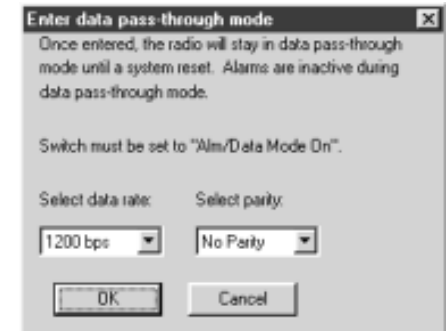 Enter data pass-through mode
Once entered, the radio will stay in data pass-through
mode until a system reset. Alarms are inactive during
data pass-through mode.
Switch must be set to "Alm/Data Mode On".
Select data rate: Select parity:
1200 bps No Parity
OK Cancel